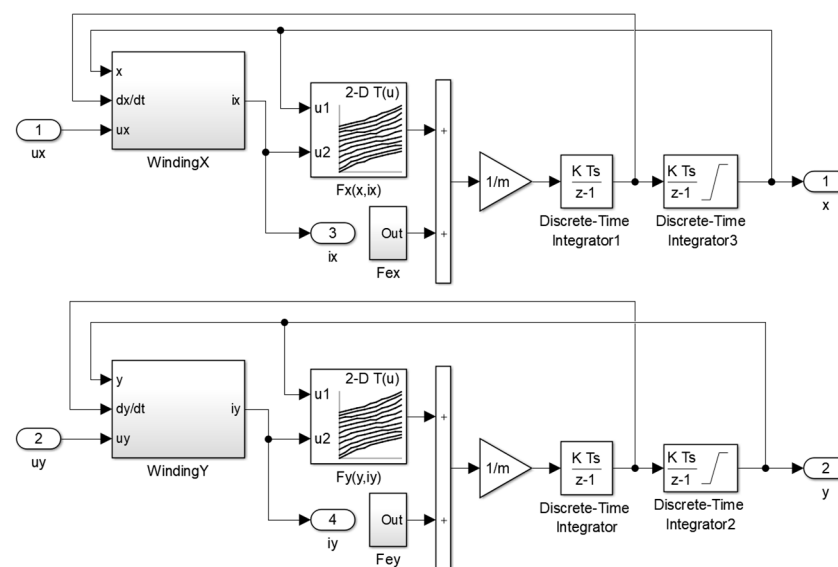 x
dx/dt
ux
ix
WindingX
1
ux
2-D T(u)
u1
u2
Fx(x,ix)
3
ix
Out
Fex
+
+
1/m
K Ts
z-1
Discrete-Time
Integrator1
K Ts
z-1
Discrete-Time
Integrator3
1
x
y
dy/dt
uy
iy
WindingY
2
uy
2-D T(u)
u1
u2
Fy(y,iy)
4
iy
Out
Fey
+
+
1/m
K Ts
z-1
Discrete-Time
Integrator
K Ts
z-1
Discrete-Time
Integrator2
2
y